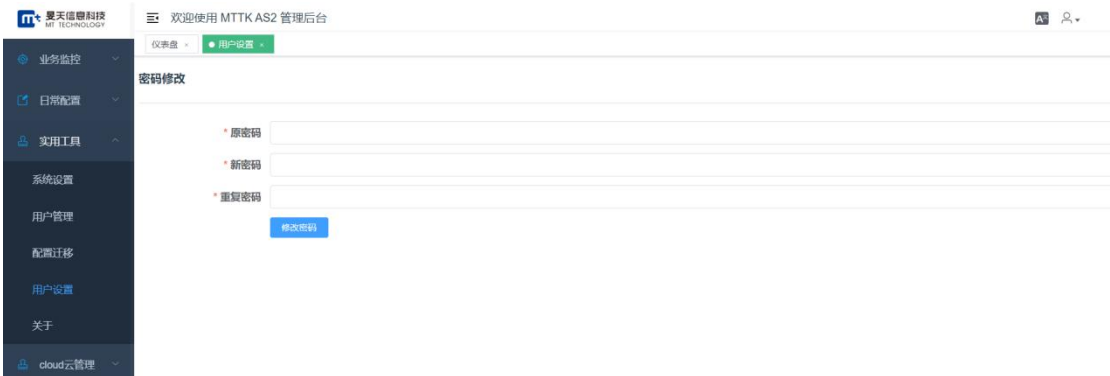 mt 旻天信息科技
MT TECHNOLOGY
欢迎使用 MTTK AS2 管理后台
仪表盘 ×
用户设置 ×
业务监控
日常配置
实用工具
系统设置
用户管理
配置迁移
用户设置
关于
cloud云管理
密码修改
* 原密码
* 新密码
* 重复密码
修改密码